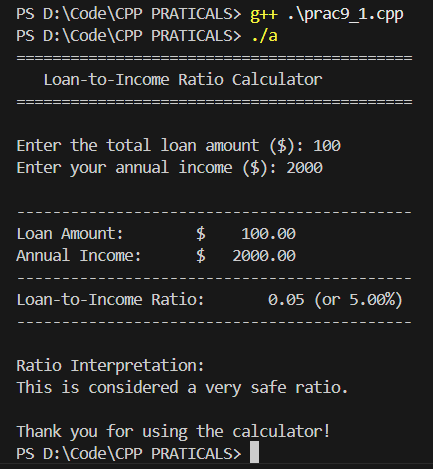 PS D:\Code\CPP PRATICALS> g++ .\prac9_1.cpp
PS D:\Code\CPP PRATICALS> ./a
============================================
   Loan-to-Income Ratio Calculator
============================================

Enter the total loan amount ($): 100
Enter your annual income ($): 2000

--------------------------------------------
Loan Amount:        $    100.00
Annual Income:      $   2000.00
--------------------------------------------
Loan-to-Income Ratio:       0.05 (or 5.00%)
--------------------------------------------

Ratio Interpretation:
This is considered a very safe ratio.

Thank you for using the calculator!
PS D:\Code\CPP PRATICALS>